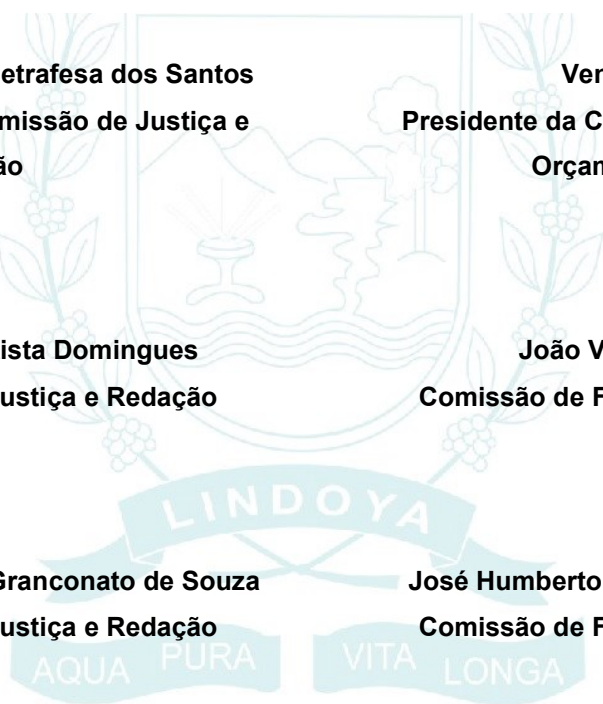 etrafesa dos Santos
missão de Justiça e
ão
Ver
Presidente da C
Orçam
ista Domingues
ustiça e Redação
João V
Comissão de F
LINDOYA
Granconato de Souza
ustiça e Redação
José Humberto
Comissão de F
AQUA PURA VITA LONGA